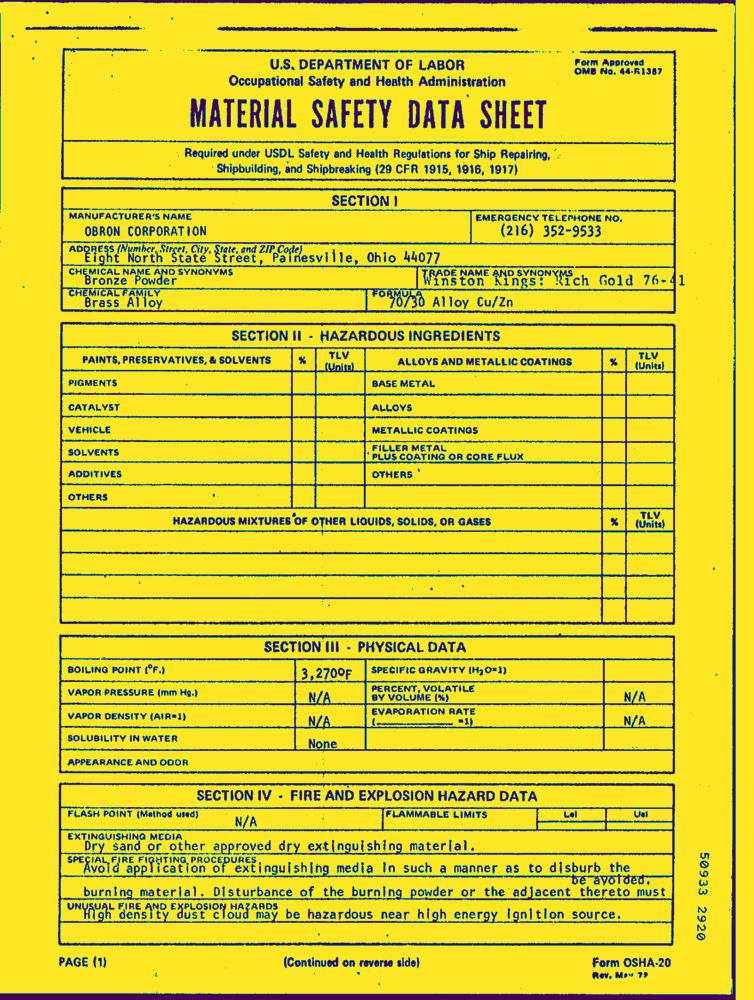 U.S. DEPARTMENT OF LABOR
Occupational Safety and Health Administration
Form Approved
OMB No. 44-R1387
MATERIAL SAFETY DATA SHEET
Required under USDL Safety and Health Regulations for Ship Repairing,
Shipbuilding, and Shipbreaking (29 CFR 1915, 1916, 1917)
SECTION I
MANUFACTURER'S NAME
OBRON CORPORATION
EMERGENCY TELEPHONE NO.
(216) 352-9533
ADDRESS (Number, Street, City, State, and ZIP Code)
Eight North State Street, Painesville, Ohio 44077
CHEMICAL NAME AND SYNONYMS
Bronze Powder
TRADE NAME AND SYNONYMS
Winston Kings: Rich Gold 76-41
CHEMICAL FAMILY
Brass Alloy
FORMULA
70/30 Alloy Cu/Zn
SECTION II - HAZARDOUS INGREDIENTS
PAINTS, PRESERVATIVES, & SOLVENTS % TLV (Units) ALLOYS AND METALLIC COATINGS % TLV (Units)
PIGMENTS BASE METAL
CATALYST ALLOYS
VEHICLE METALLIC COATINGS
SOLVENTS FILLER METAL
PLUS COATING OR CORE FLUX
ADDITIVES OTHERS
OTHERS
HAZARDOUS MIXTURES OF OTHER LIQUIDS, SOLIDS, OR GASES % TLV (Units)
SECTION III - PHYSICAL DATA
BOILING POINT (°F.) 3,270ºF SPECIFIC GRAVITY (H2O=1)
VAPOR PRESSURE (mm Hg.) N/A PERCENT, VOLATILE BY VOLUME (%) N/A
VAPOR DENSITY (AIR=1) N/A EVAPORATION RATE (__________ =1) N/A
SOLUBILITY IN WATER None
APPEARANCE AND ODOR
SECTION IV - FIRE AND EXPLOSION HAZARD DATA
FLASH POINT (Method used) N/A FLAMMABLE LIMITS Lel Uel
EXTINGUISHING MEDIA
Dry sand or other approved dry extinguishing material.
SPECIAL FIRE FIGHTING PROCEDURES
Avoid application of extinguishing media in such a manner as to disburb the
be avoided.
burning material. Disturbance of the burning powder or the adjacent thereto must
UNUSUAL FIRE AND EXPLOSION HAZARDS
High density dust cloud may be hazardous near high energy ignition source.
PAGE (1)
(Continued on reverse side)
Form OSHA-20
Rev. May 72
50933 2920